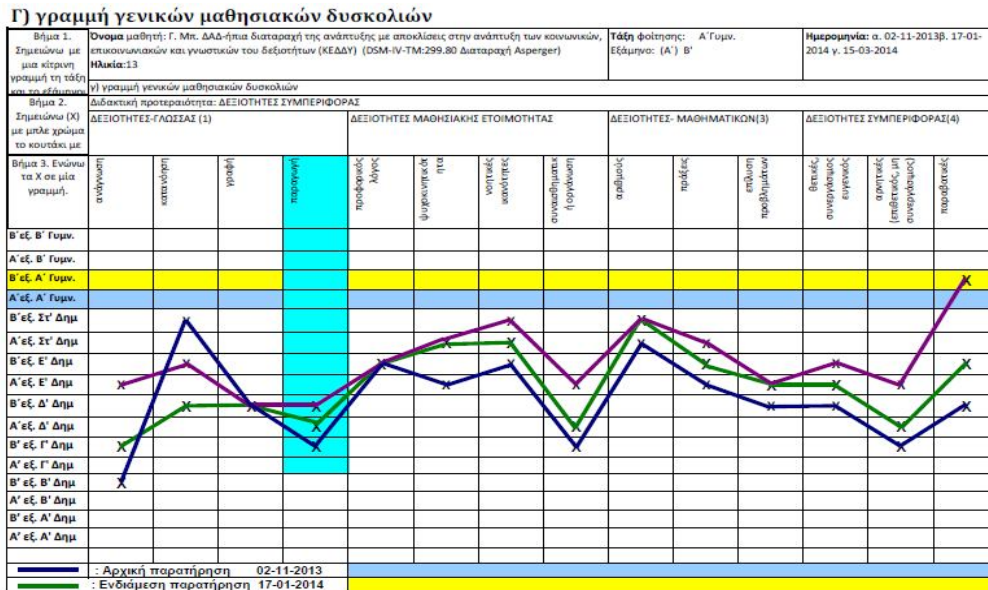 Γ) γραμμή γενικών μαθησιακών δυσκολιών
Βήμα 1.
Σημειώνω με
μια κίτρινη
γραμμή τη τάξη
και το εξάμηνο
Όνομα μαθητή: Γ. Μπ. ΔΑΔ-ήπια διαταραχή της ανάπτυξης με αποκλίσεις στην ανάπτυξη των κοινωνικών,
επικοινωνιακών και γνωστικών του δεξιοτήτων (ΚΕΔΔΥ) (DSM-IV-TM:299.80 Διαταραχή Asperger)
Ηλικία:13
Τάξη φοίτησης: Α΄Γυμν.
Εξάμηνο: (Α΄) Β'
Ημερομηνία: α. 02-11-2013β. 17-01-
2014 γ. 15-03-2014
γ) γραμμή γενικών μαθησιακών δυσκολιών
Βήμα 2.
Σημειώνω (Χ)
με μπλε χρώμα
το κουτάκι με
Διδακτική προτεραιότητα: ΔΕΞΙΟΤΗΤΕΣ ΣΥΜΠΕΡΙΦΟΡΑΣ
ΔΕΞΙΟΤΗΤΕΣ-ΓΛΩΣΣΑΣ (1)
ΔΕΞΙΟΤΗΤΕΣ ΜΑΘΗΣΙΑΚΗΣ ΕΤΟΙΜΟΤΗΤΑΣ
ΔΕΞΙΟΤΗΤΕΣ- ΜΑΘΗΜΑΤΙΚΩΝ(3)
ΔΕΞΙΟΤΗΤΕΣ ΣΥΜΠΕΡΙΦΟΡΑΣ(4)
Βήμα 3. Ενώνω
τα Χ σε μία
γραμμή.
ανάγνωση
κατανόηση
γραφή
παραγωγή
προφορικός
λόγος
ψυχοκινητικότ
ητα
νοητικές
ικανότητες
συναισθηματικ
ή οργάνωση
αριθμούς
πράξεις
επίλυση
προβλημάτων
θετικές,
συνεργάσιμος
ευγενικός
αρνητικές
(επιθετικός, μη
συνεργάσιμος)
παραβατικές
Β΄εξ. Β΄ Γυμν.
Α΄εξ. Β΄ Γυμν.
Β΄εξ. Α΄ Γυμν.
Α΄εξ. Α΄ Γυμν.
Β΄εξ. Στ' Δημ
Α΄εξ. Στ' Δημ
Β΄εξ. Ε' Δημ
Α΄εξ. Ε' Δημ
Β΄εξ. Δ' Δημ
Α΄εξ. Δ' Δημ
Β' εξ. Γ' Δημ
Α' εξ. Γ' Δημ
Β' εξ. Β' Δημ
Α' εξ. Β' Δημ
Β' εξ. Α' Δημ
Α' εξ. Α' Δημ
: Αρχική παρατήρηση 02-11-2013
: Ενδιάμεση παρατήρηση 17-01-2014